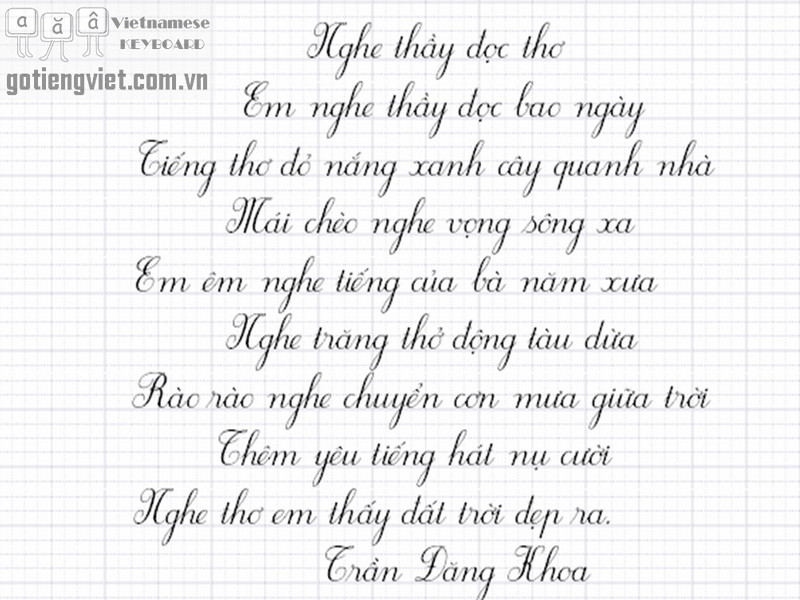 a ă â Vietnamese
KEYBOARD
gotiengviet.com.vn
Nghe thầy đọc thơ
Em nghe thầy đọc bao ngày
Tiếng thơ đỏ nắng xanh cây quanh nhà
Mái chèo nghe vọng sông xa
Em êm nghe tiếng của bà năm xưa
Nghe trăng thở động tàu dừa
Rào rào nghe chuyển cơn mưa giữa trời
Thêm yêu tiếng hát nụ cười
Nghe thơ em thấy đất trời đẹp ra.
Trần Đăng Khoa